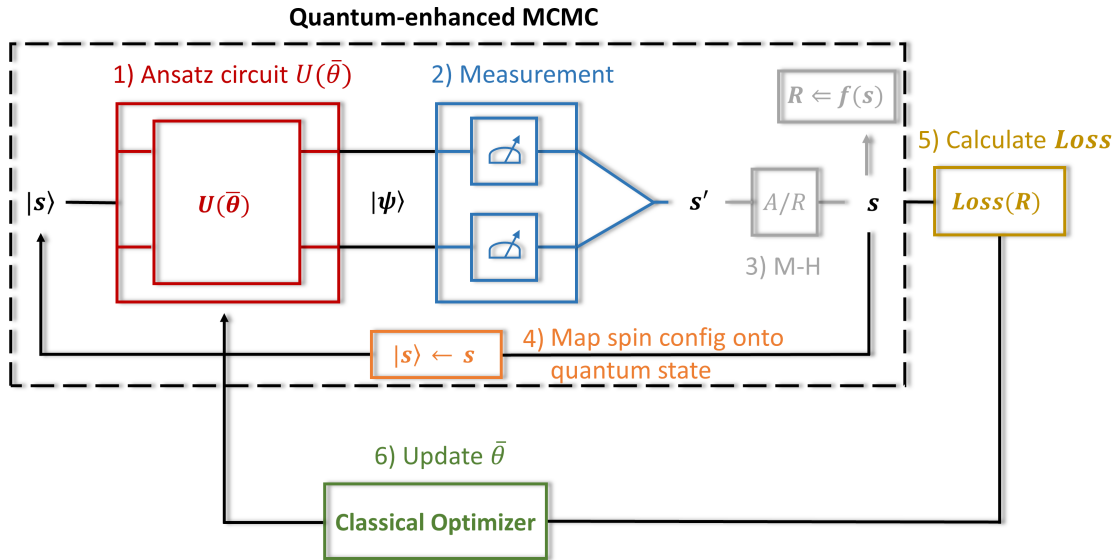 Quantum-enhanced MCMC
1) Ansatz circuit U(θ̄)
2) Measurement
R ⇐ f(s)
5) Calculate Loss
|s⟩
U(θ̄)
|ψ⟩
s′
A/R
s
Loss(R)
3) M-H
|s⟩ ← s
4) Map spin config onto
quantum state
6) Update θ̄
Classical Optimizer